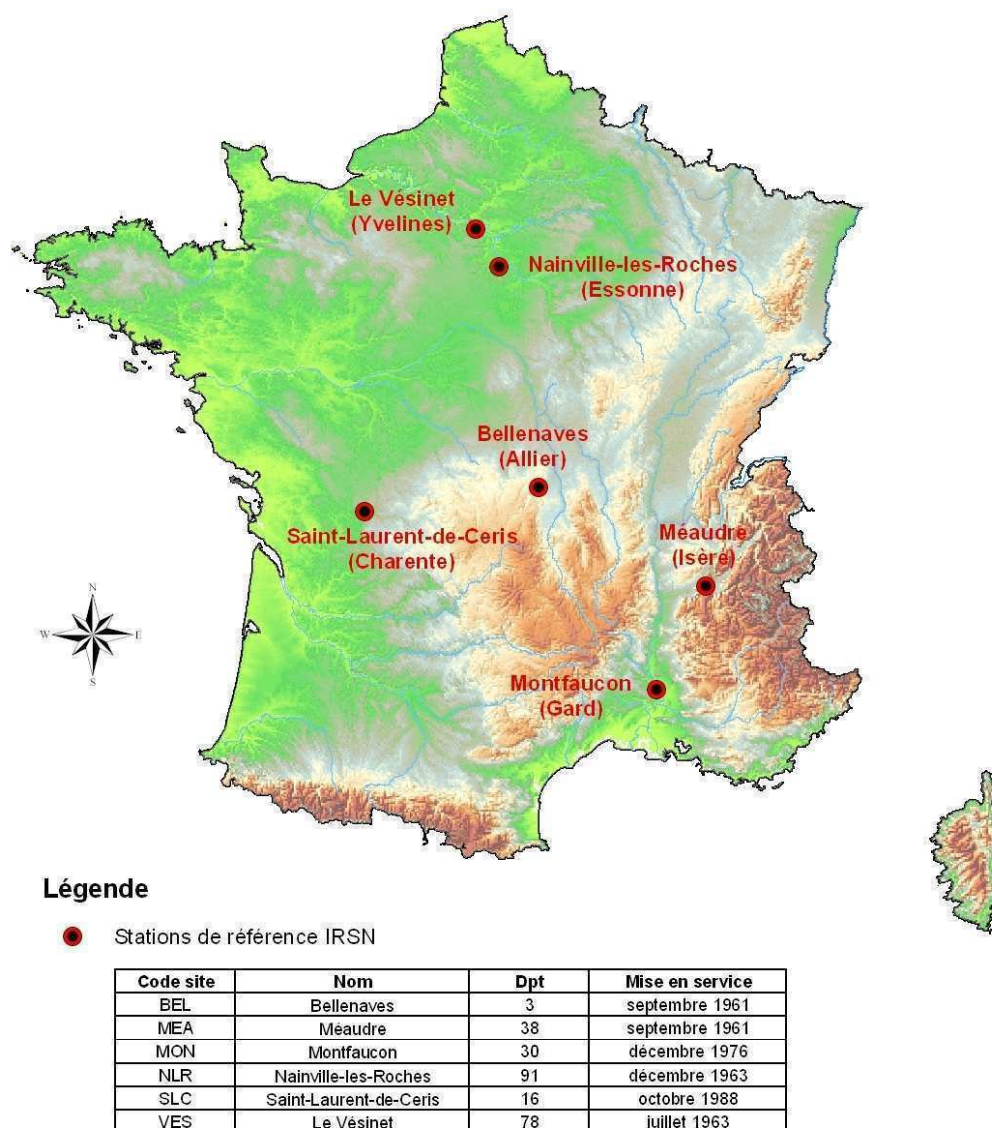 Le Vésinet
(Yvelines)
Nainville-les-Roches
(Essonne)
Bellenaves
(Allier)
Saint-Laurent-de-Ceris
(Charente)
Méaudre
(Isère)
N
W E
S
Montfaucon
(Gard)
Légende
Stations de référence IRSN
Code site Nom Dpt Mise en service
BEL Bellenaves 3 septembre 1961
MEA Méaudre 38 septembre 1961
MON Montfaucon 30 décembre 1976
NLR Nainville-les-Roches 91 décembre 1963
SLC Saint-Laurent-de-Ceris 16 octobre 1988
VES Le Vésinet 78 juillet 1963